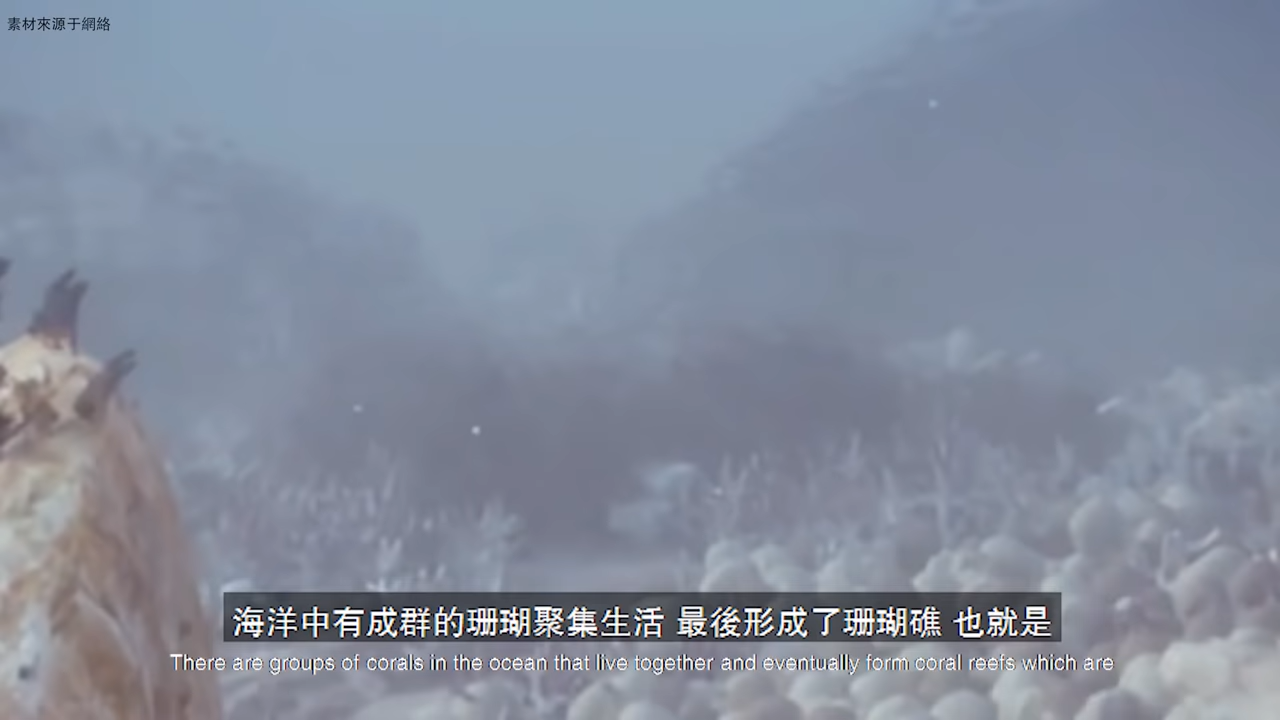 素材來源于網絡
海洋中有成群的珊瑚聚集生活 最後形成了珊瑚礁 也就是
There are groups of corals in the ocean that live together and eventually form coral reefs which are